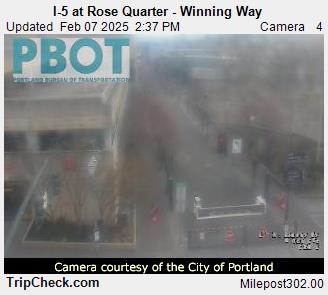 I-5 at Rose Quarter - Winning Way
Updated Feb 07 2025 2:37 PM Camera 4
PBOT
PORTLAND BUREAU OF TRANSPORTATION
Camera courtesy of the City of Portland
TripCheck.com Milepost302.00